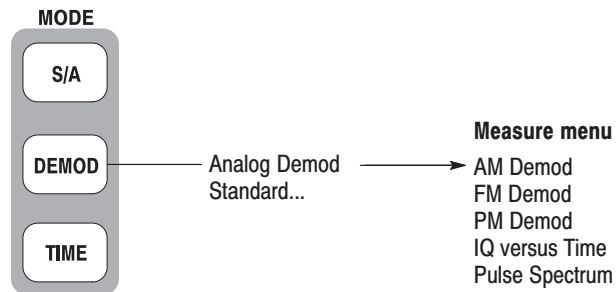 MODE
S/A
DEMOD
TIME
Analog Demod
Standard...
Measure menu
AM Demod
FM Demod
PM Demod
IQ versus Time
Pulse Spectrum